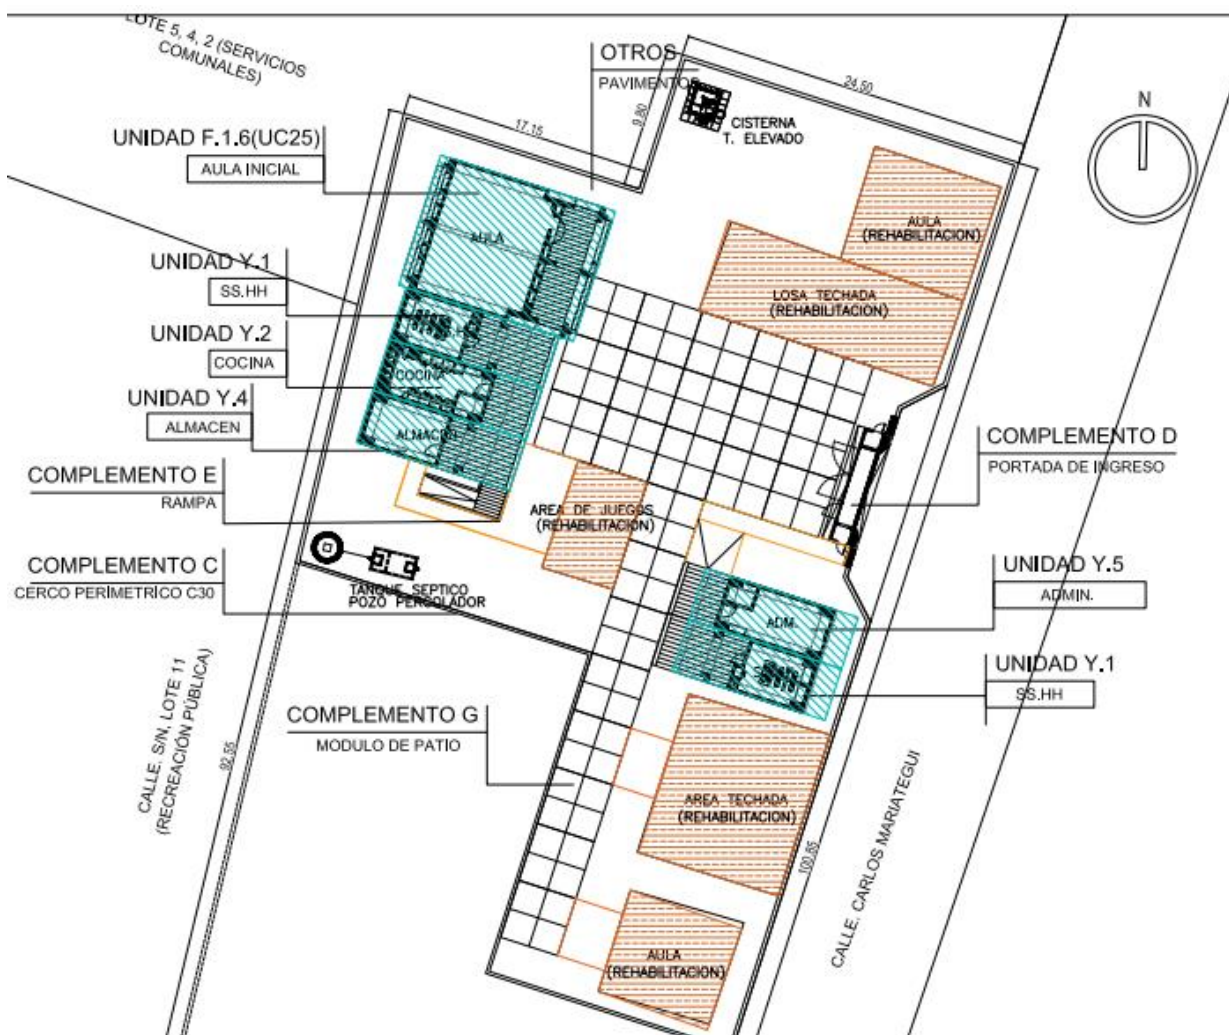 LOTE 5, 4, 2 (SERVICIOS
COMUNALES)
OTROS
PAVIMENTOS
24.50
9.80
17.15
N
CISTERNA
T. ELEVADO
UNIDAD F.1.6(UC25)
AULA INICIAL
AULA
AULA
(REHABILITACION)
UNIDAD Y.1
SS.HH
LOSA TECHADA
(REHABILITACION)
UNIDAD Y.2
COCINA
COCINA
UNIDAD Y.4
ALMACEN
ALMACEN
COMPLEMENTO D
PORTADA DE INGRESO
COMPLEMENTO E
RAMPA
AREA DE JUEGOS
(REHABILITACION)
COMPLEMENTO C
CERCO PERÍMETRÍCO C30
TANQUE SEPTICO
POZO PERCOLADOR
UNIDAD Y.5
ADMIN.
ADM.
UNIDAD Y.1
SS.HH
CALLE. S/N, LOTE 11
(RECREACIÓN PÚBLICA)
92.55
COMPLEMENTO G
MODULO DE PATIO
AREA TECHADA
(REHABILITACION)
100.85
CALLE. CARLOS MARIATEGUI
AULA
(REHABILITACION)